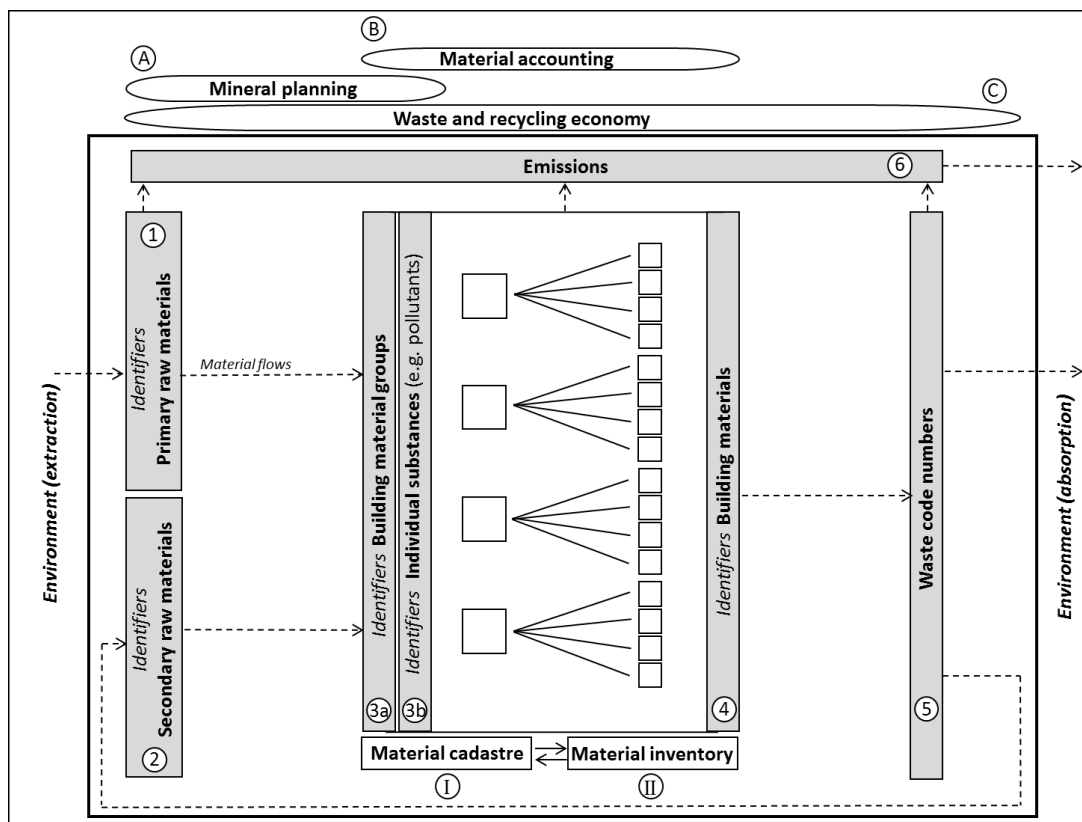 B
Material accounting
A
Mineral planning
C
Waste and recycling economy
Emissions
6
1
Identifiers
Primary raw materials
Material flows
Environment (extraction)
Identifiers
Secondary raw materials
2
Identifiers Building material groups
3a
Identifiers Individual substances (e.g. pollutants)
3b
Identifiers Building materials
4
Waste code numbers
5
Environment (absorption)
Material cadastre
Material inventory
I
II